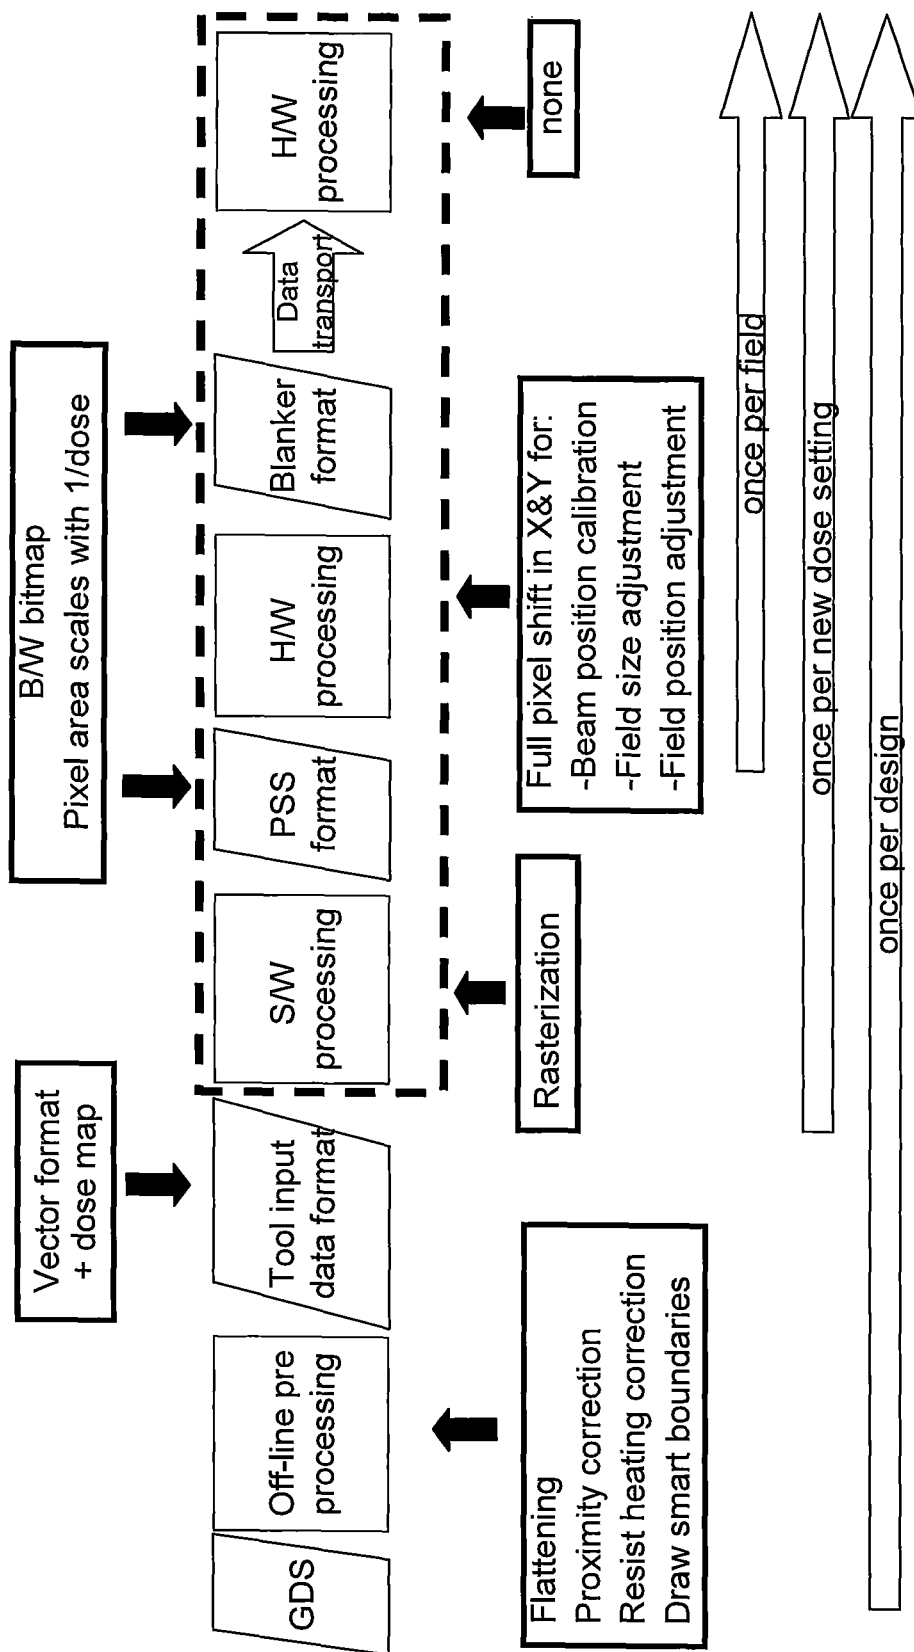 Vector format
+ dose map
B/W bitmap
Pixel area scales with 1/dose
GDS
Off-line pre
processing
Tool input
data format
S/W
processing
PSS
format
H/W
processing
Blanker
format
Data
transport
H/W
processing
Flattening
Proximity correction
Resist heating correction
Draw smart boundaries
Rasterization
Full pixel shift in X&Y for:
-Beam position calibration
-Field size adjustment
-Field position adjustment
none
once per field
once per new dose setting
once per design